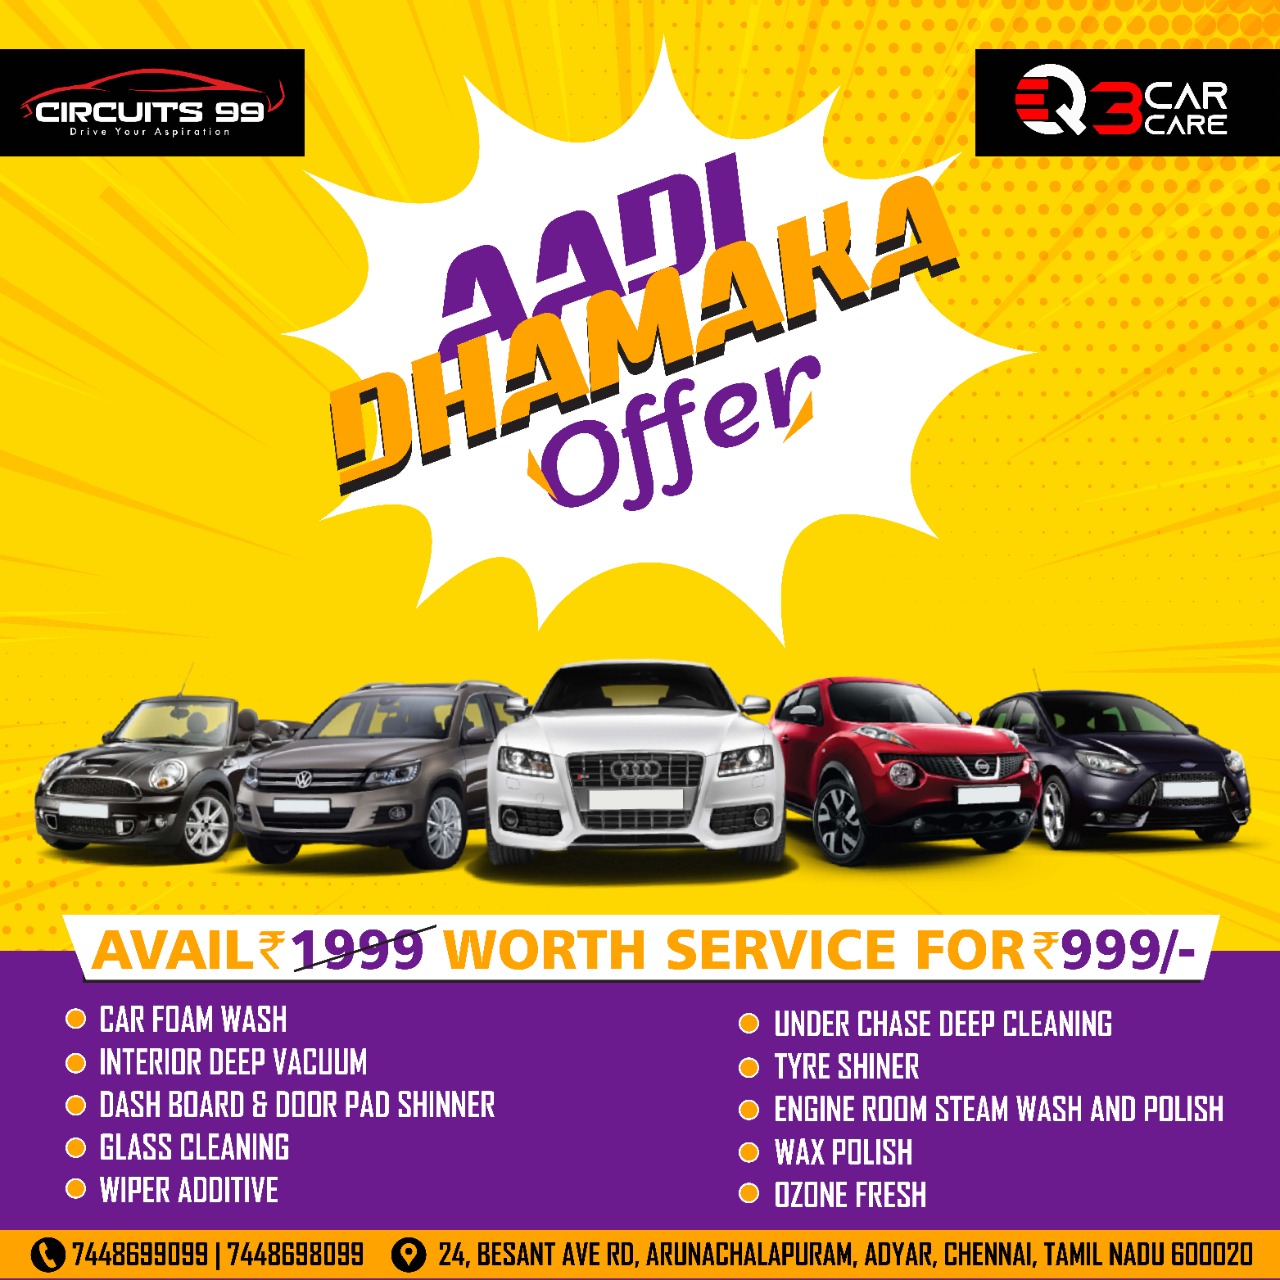 CIRCUITS 99
Drive Your Aspiration
Q3 CAR CARE
AADI
DHAMAKA
Offer
AVAIL ₹1999 WORTH SERVICE FOR ₹999/-
CAR FOAM WASH
INTERIOR DEEP VACUUM
DASH BOARD & DOOR PAD SHINNER
GLASS CLEANING
WIPER ADDITIVE
UNDER CHASE DEEP CLEANING
TYRE SHINER
ENGINE ROOM STEAM WASH AND POLISH
WAX POLISH
OZONE FRESH
7448699099 | 7448698099
24, BESANT AVE RD, ARUNACHALAPURAM, ADYAR, CHENNAI, TAMIL NADU 600020